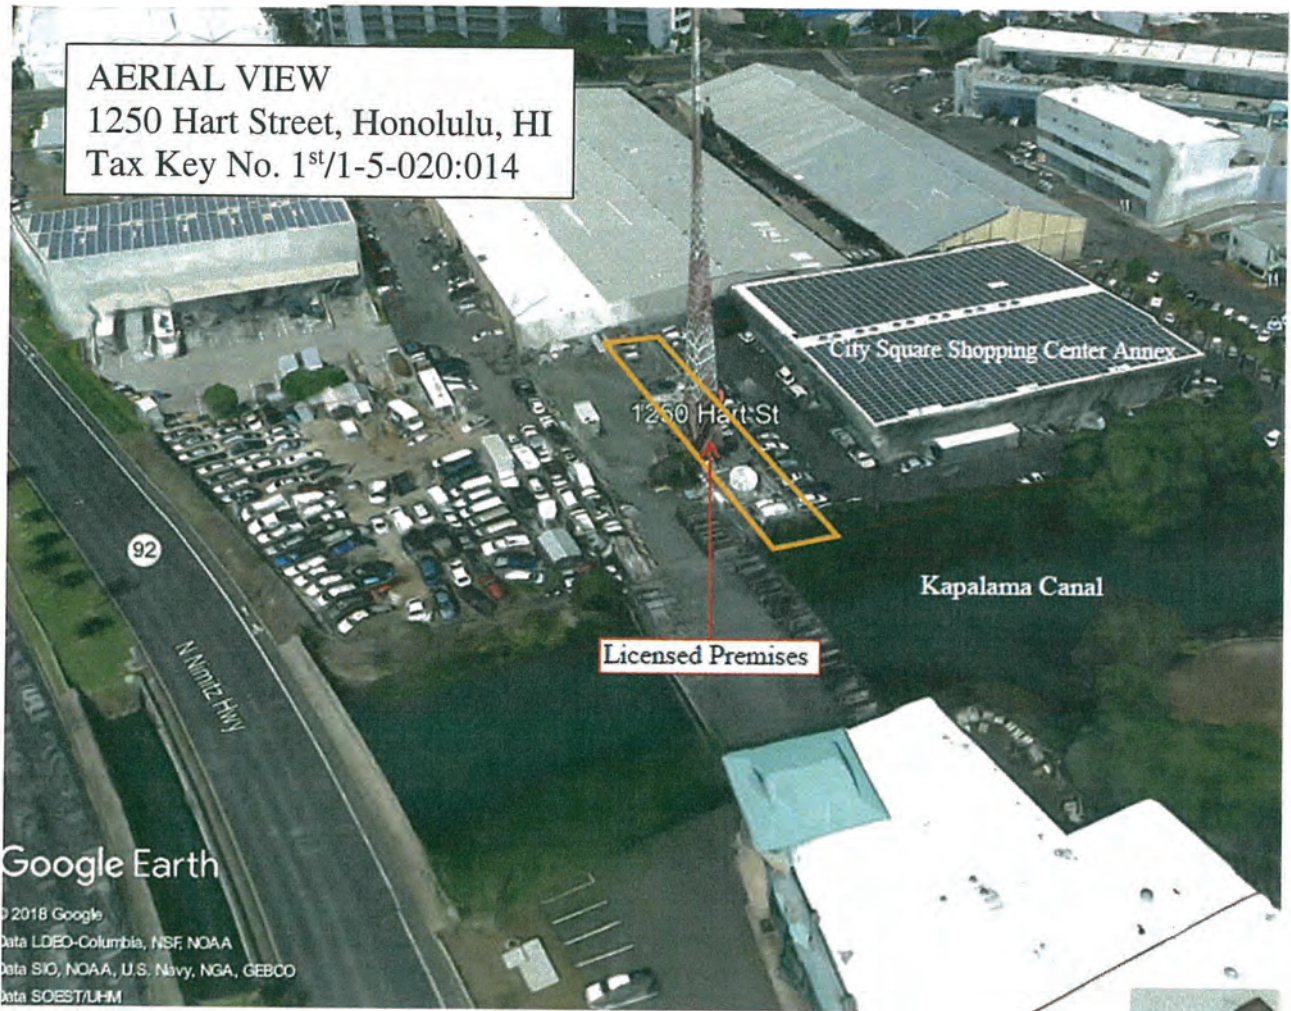 AERIAL VIEW
1250 Hart Street, Honolulu, HI
Tax Key No. 1st/1-5-020:014
City Square Shopping Center Annex
1250 Hart St
92
Kapalama Canal
Licensed Premises
N Nimitz Hwy
Google Earth
© 2018 Google
Data LDEO-Columbia, NSF, NOAA
Data SIO, NOAA, U.S. Navy, NGA, GEBCO
Data SOEST/UHM